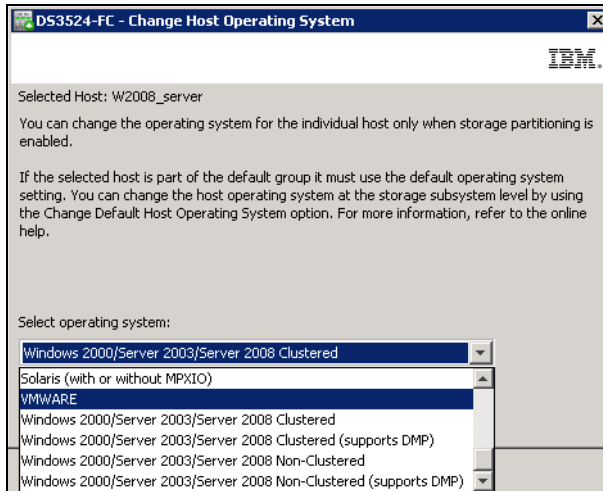 DS3524-FC - Change Host Operating System
IBM.
Selected Host: W2008_server
You can change the operating system for the individual host only when storage partitioning is
enabled.
If the selected host is part of the default group it must use the default operating system
setting. You can change the host operating system at the storage subsystem level by using
the Change Default Host Operating System option. For more information, refer to the online
help.
Select operating system:
Windows 2000/Server 2003/Server 2008 Clustered
Solaris (with or without MPXIO)
VMWARE
Windows 2000/Server 2003/Server 2008 Clustered
Windows 2000/Server 2003/Server 2008 Clustered (supports DMP)
Windows 2000/Server 2003/Server 2008 Non-Clustered
Windows 2000/Server 2003/Server 2008 Non-Clustered (supports DMP)